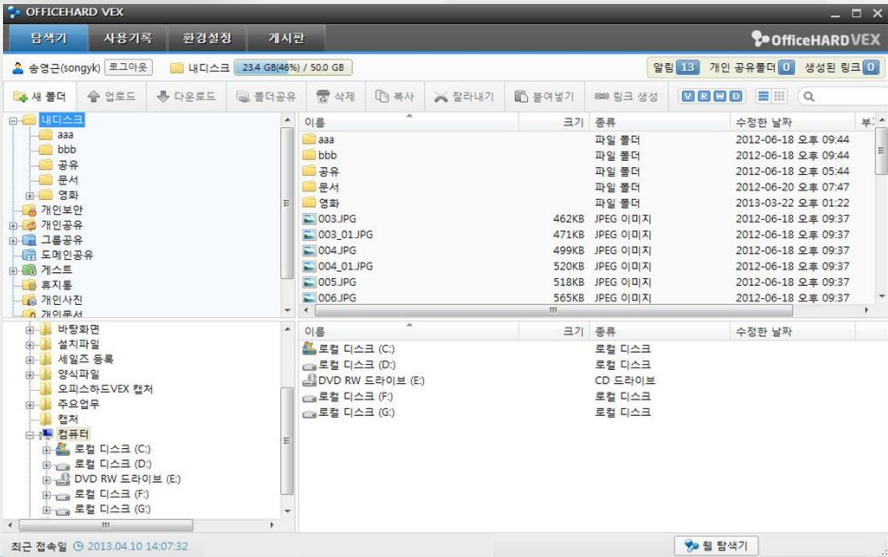 OFFICEHARD VEX
탐색기 사용기록 환경설정 게시판
OfficeHARD VEX
송영근(songyk) 로그아웃 내디스크 23.4 GB(46%) / 50.0 GB 알림 13 개인 공유폴더 0 생성된 링크 0
새 폴더 업로드 다운로드 폴더공유 삭제 복사 잘라내기 붙여넣기 링크 생성 V R W D
내디스크
aaa
bbb
공유
문서
영화
개인보안
개인공유
그룹공유
도메인공유
게스트
휴지통
개인사진
개인문서
이름 크기 종류 수정한 날짜
aaa 파일 폴더 2012-06-18 오후 09:44
bbb 파일 폴더 2012-06-18 오후 09:44
공유 파일 폴더 2012-06-18 오후 05:44
문서 파일 폴더 2012-06-20 오후 07:47
영화 파일 폴더 2013-03-22 오후 01:22
003.JPG 462KB JPEG 이미지 2012-06-18 오후 09:37
003_01.JPG 471KB JPEG 이미지 2012-06-18 오후 09:37
004.JPG 499KB JPEG 이미지 2012-06-18 오후 09:37
004_01.JPG 520KB JPEG 이미지 2012-06-18 오후 09:37
005.JPG 518KB JPEG 이미지 2012-06-18 오후 09:37
006.JPG 565KB JPEG 이미지 2012-06-18 오후 09:37
바탕화면
설치파일
세일즈 등록
양식파일
오피스하드VEX 캡처
주요업무
캡처
컴퓨터
로컬 디스크 (C:)
로컬 디스크 (D:)
DVD RW 드라이브 (E:)
로컬 디스크 (F:)
로컬 디스크 (G:)
이름 크기 종류 수정한 날짜
로컬 디스크 (C:) 로컬 디스크
로컬 디스크 (D:) 로컬 디스크
DVD RW 드라이브 (E:) CD 드라이브
로컬 디스크 (F:) 로컬 디스크
로컬 디스크 (G:) 로컬 디스크
최근 접속일 2013.04.10 14:07:32 웹 탐색기